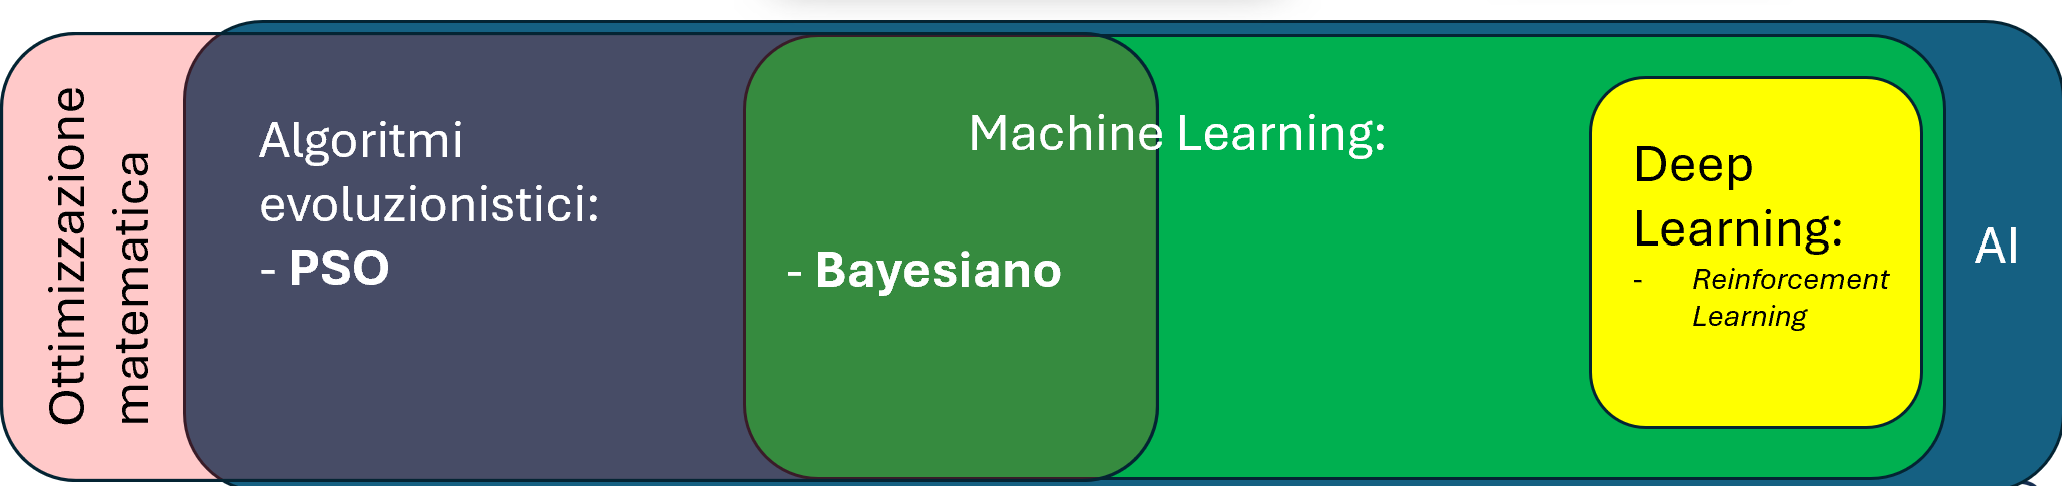 Ottimizzazione
matematica
Algoritmi
evoluzionistici:
- PSO
Machine Learning:
- Bayesiano
Deep
Learning:
- Reinforcement
Learning
AI